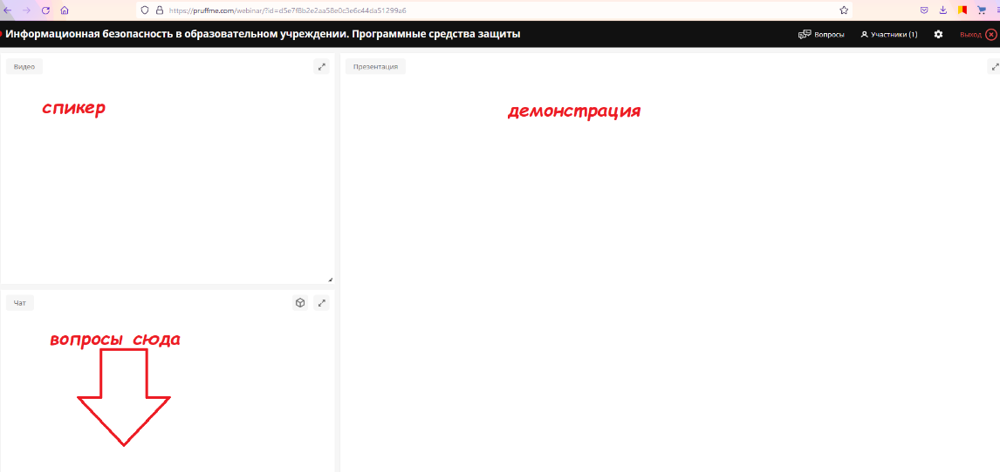 https://pruffme.com/webinar/?id=d5e7f8b2e2aa58e0c3e6c44da51299a6
Информационная безопасность в образовательном учреждении. Программные средства защиты
Вопросы
Участники (1)
Выход
Видео
Презентация
спикер
демонстрация
Чат
вопросы сюда